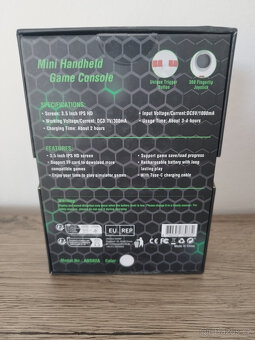 Mini Handheld
Game Console
Unique Trigger
Button
360 Fingertip
Joystick
SPECIFICATIONS:
• Screen: 3.5 Inch IPS HD
• Input Voltage/Current: DC5V/1000mA
• Working Voltage/Current: DC3.7V/300mA
• Usage Time: About 3-4 hours
• Charging Time: About 2 hours
FEATURES:
• 3.5 inch IPS HD screen
• Support game save/load progress
• Support TF card to download more
compatible games
• Rechargeable battery with long
lasting play
• Enjoy your time to play simulator games
• With Type-C charging cable
EU REP
Model No.:
Color